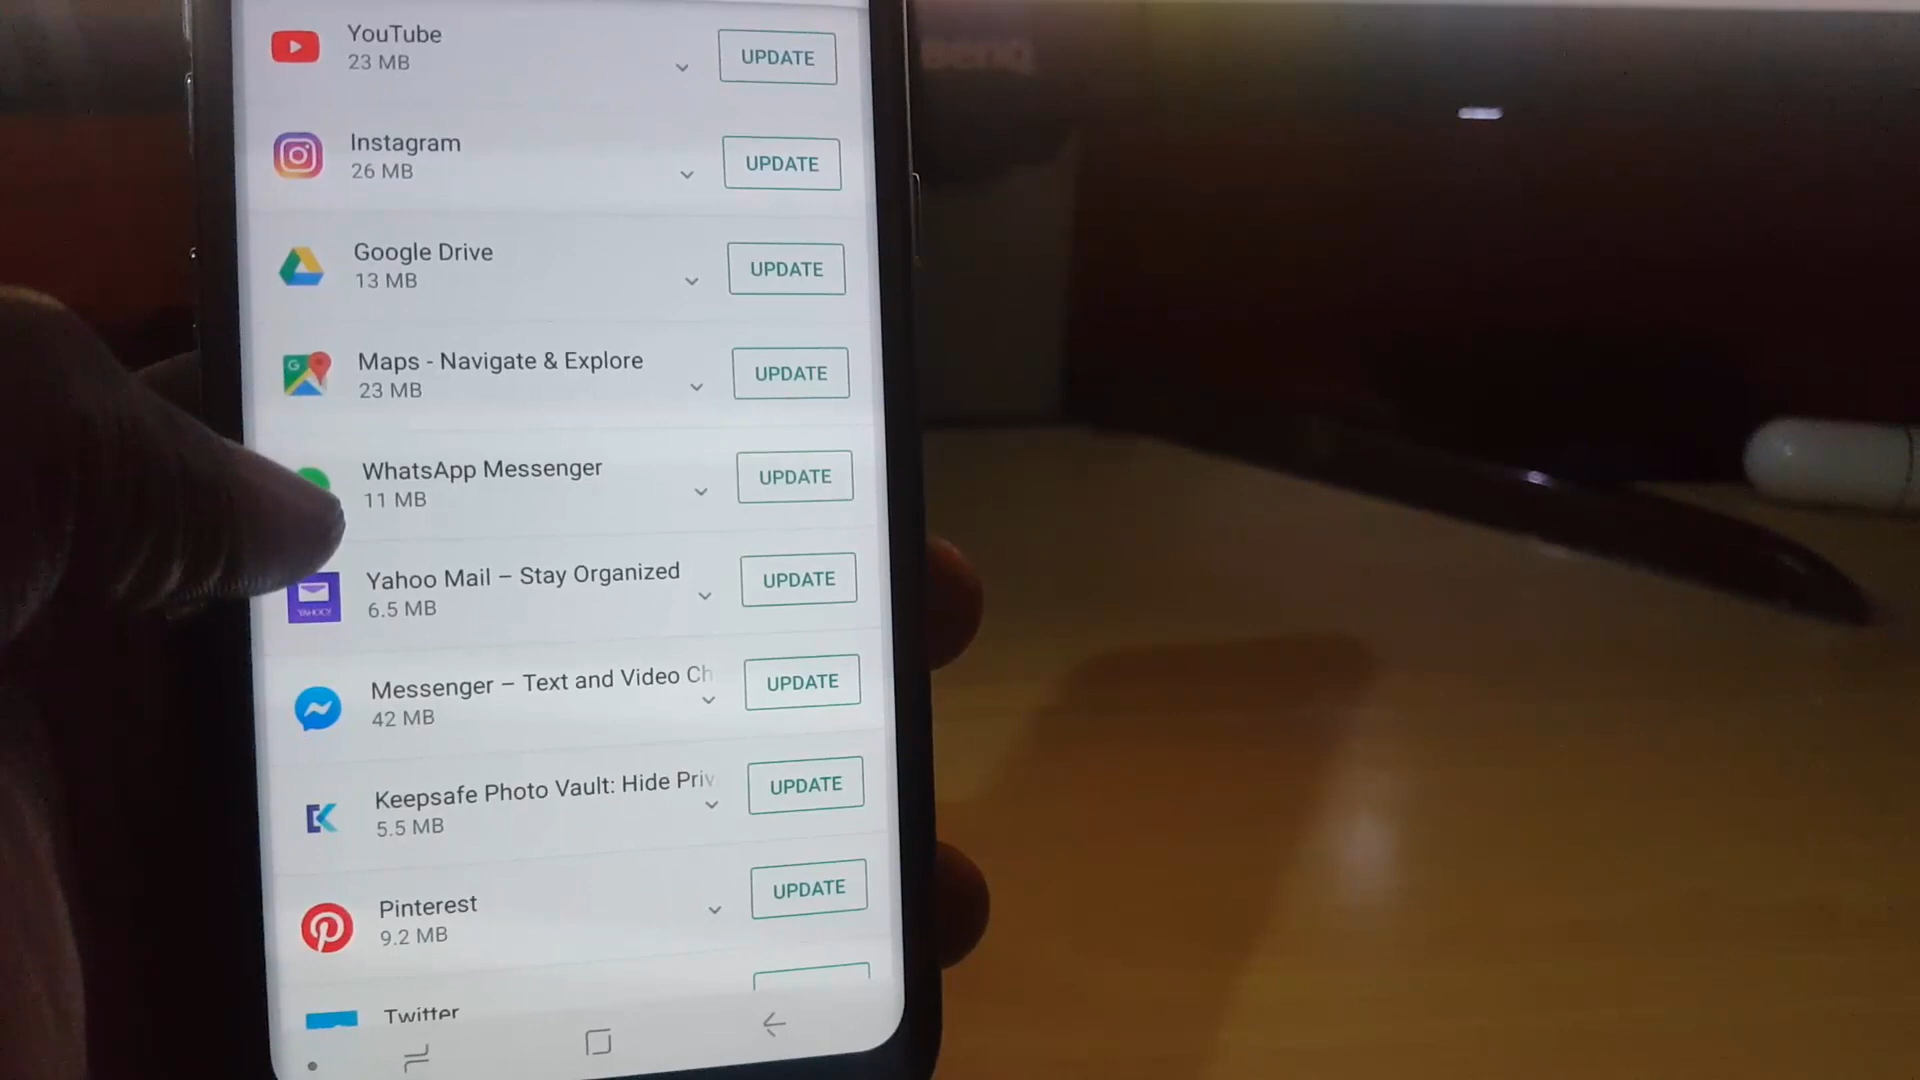 YouTube
23 MB
UPDATE
Instagram
26 MB
UPDATE
Google Drive
13 MB
UPDATE
G
Maps - Navigate & Explore
23 MB
UPDATE
WhatsApp Messenger
11 MB
UPDATE
YAHOO!
Yahoo Mail – Stay Organized
6.5 MB
UPDATE
Messenger – Text and Video Ch
42 MB
UPDATE
Keepsafe Photo Vault: Hide Priv
5.5 MB
UPDATE
Pinterest
9.2 MB
UPDATE
Twitter